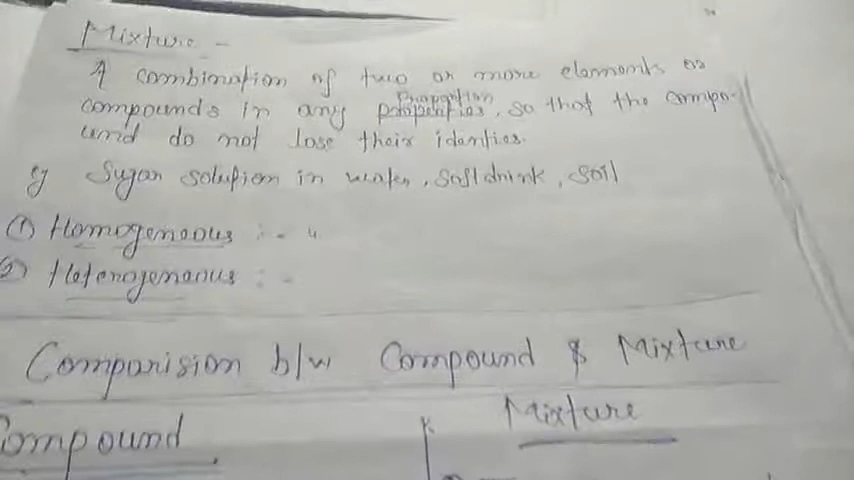 Mixture -
A combination of two or more elements or
compounds in any proportion, so that the compo-
und do not lose their identies.
eg Sugar solution in water, soft drink, soil
① Homogeneous :- "
② Heterogeneous :-
Comparision b/w Compound & Mixture
Compound
Mixture